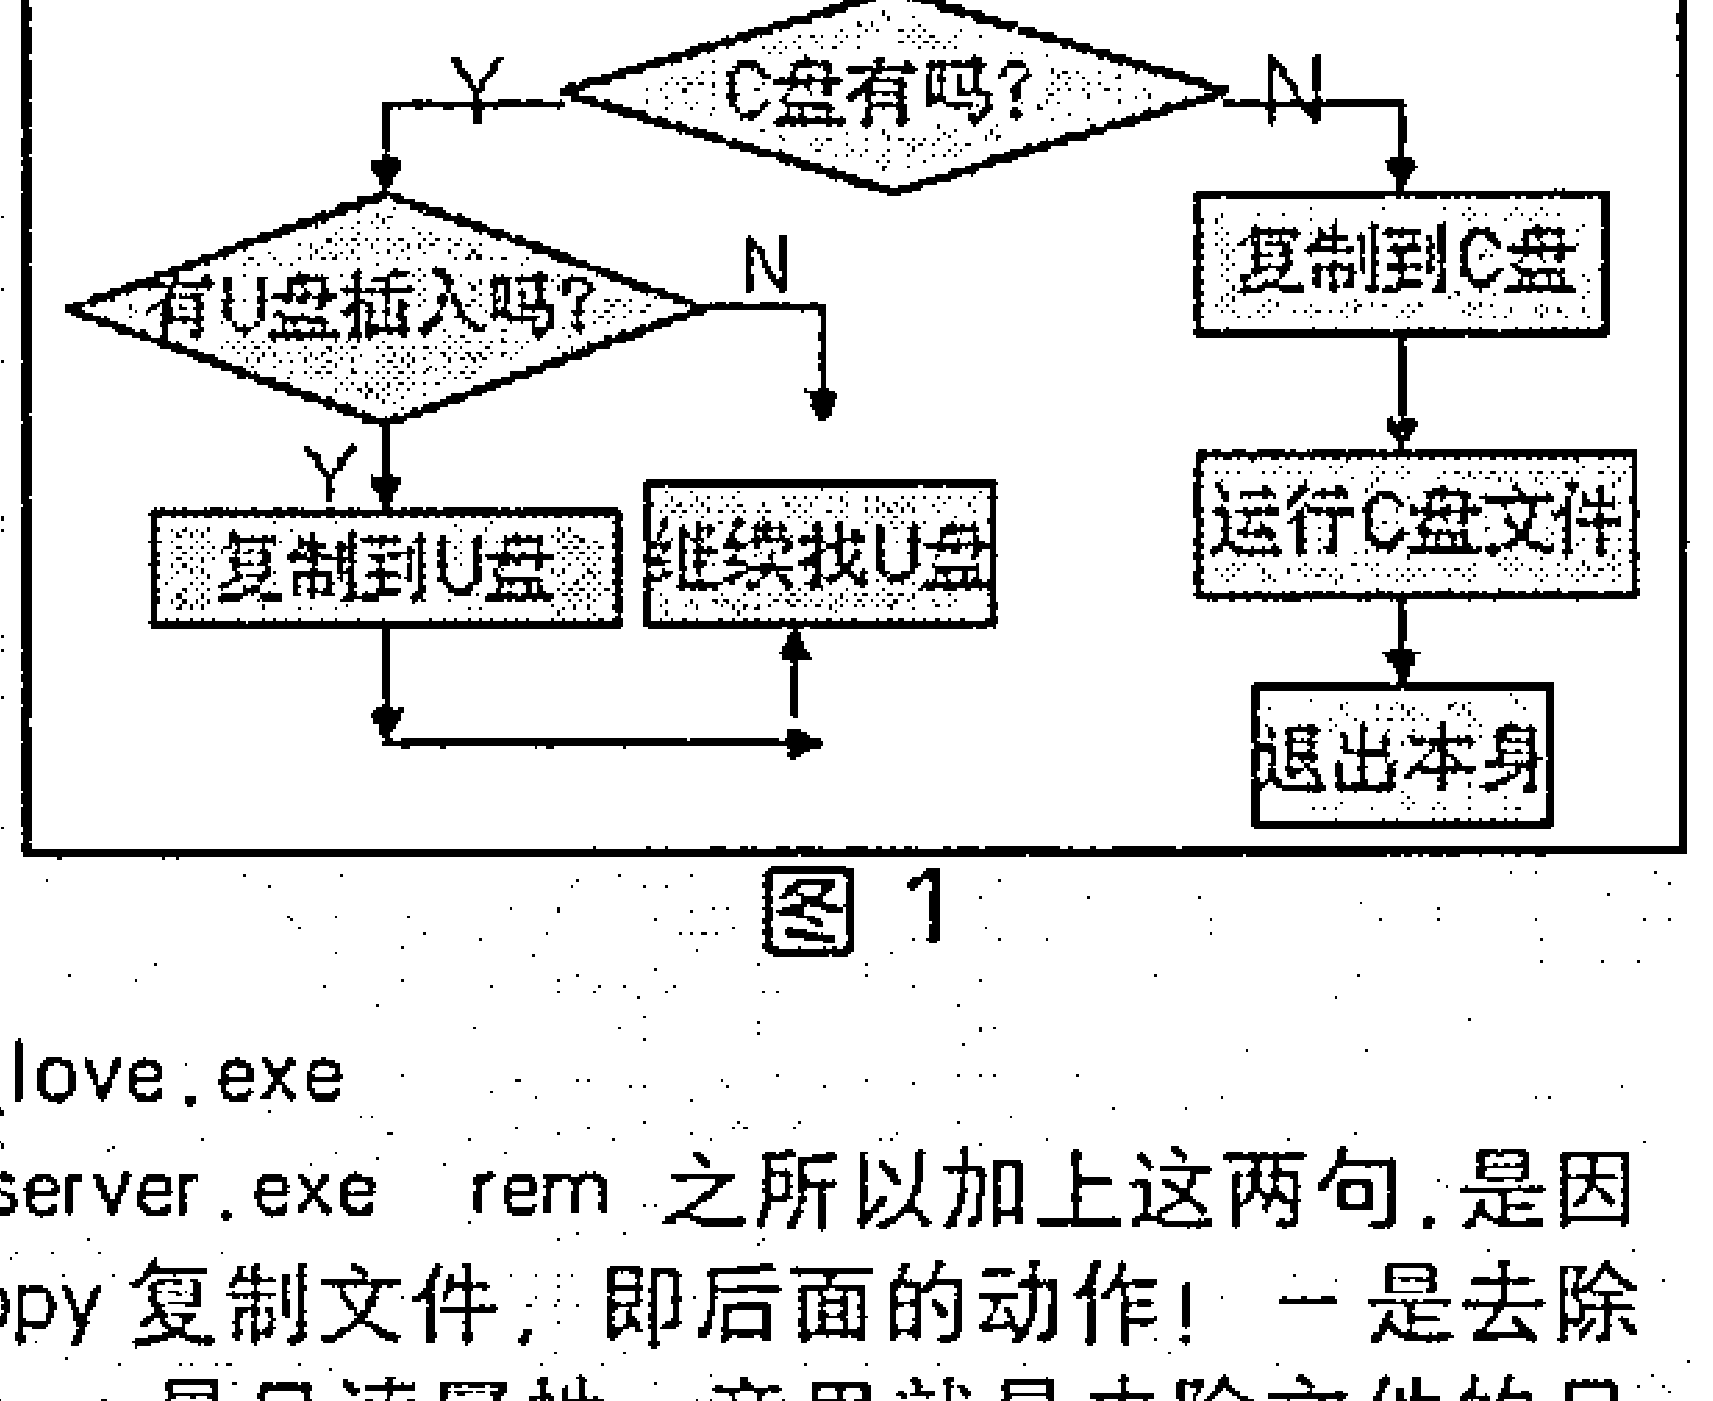 C盘有吗?
Y
N
有U盘插入吗?
N
复制到C盘
Y
复制到U盘
继续找U盘
运行C盘文件
退出本身
图 1
love.exe
server.exe rem 之所以加上这两句.是因
opy 复制文件, 即后面的动作! 一是去除